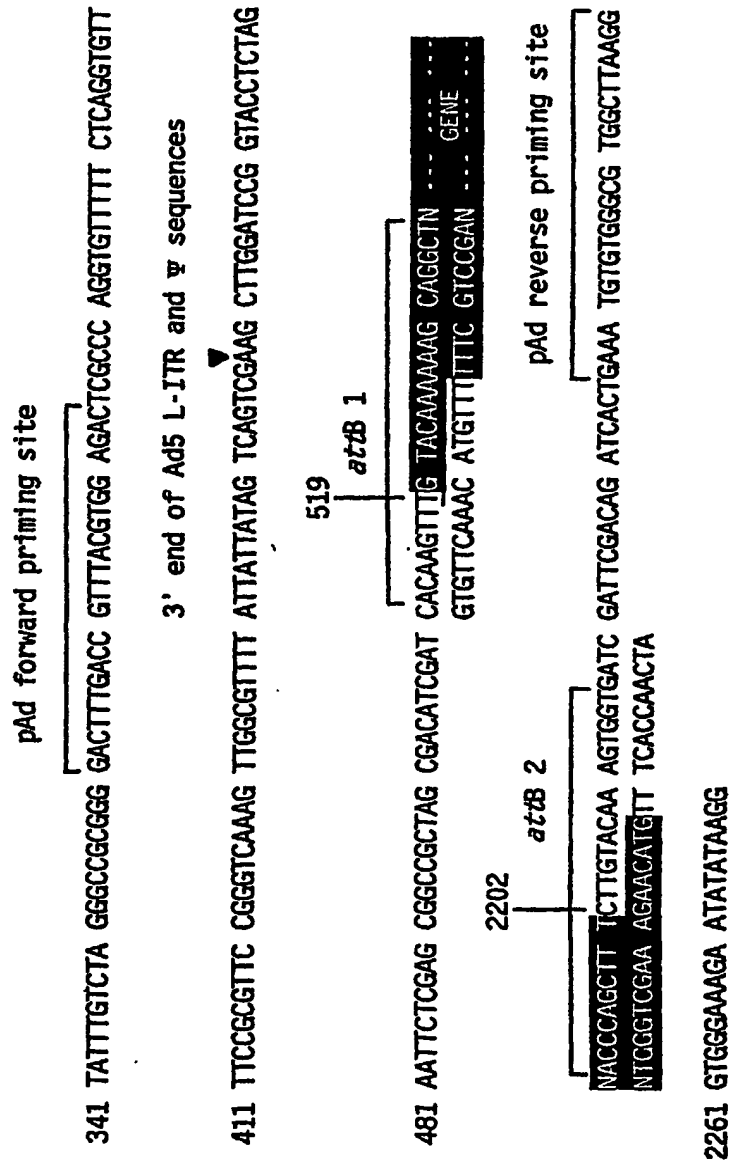 pAd forward priming site
341 TATTTGTCTA GGGCCGCGGG GACTTTGACC GTTTACGTGG AGACTCGCCC AGGTGTTTTT CTCAGGTGTT
3' end of Ad5 L-ITR and Ψ sequences
411 TTCCGCGTTC CGGGTCAAAG TTGGCGTTTT ATTATTATAG TCAGTCGAAG CTTGGATCCG GTACCTCTAG
519 attB 1
481 AATTCTCGAG CGGCCGCTAG CGACATCGAT CACAAGTTTG TACAAAAAAG CAGGCTN --- --- ---
GENE
GTGTTCAAAC ATGTTTTTTC GTCCGAN --- --- ---
2202 attB 2 pAd reverse priming site
NACCCAGCTT TCTTGTACAA AGTGGTGATC GATTCGACAG ATCACTGAAA TGTGTGGGCG TGGCTTAAGG
NTGGGTCGAA AGAACATGTT TCACCAACTA
2261 GTGGGAAAGA ATATATAAGG